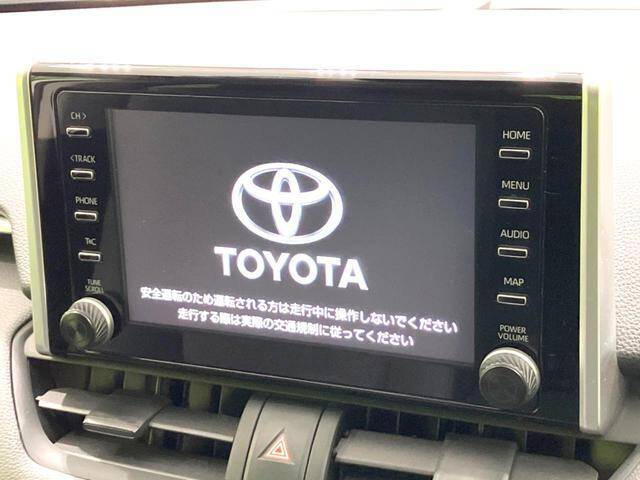 CH >
< TRACK
PHONE
T•C
TUNE
SCROLL
HOME
MENU
AUDIO
MAP
POWER
VOLUME
TOYOTA
安全運転のため運転される方は走行中に操作しないでください
走行する際は実際の交通規制に従ってください